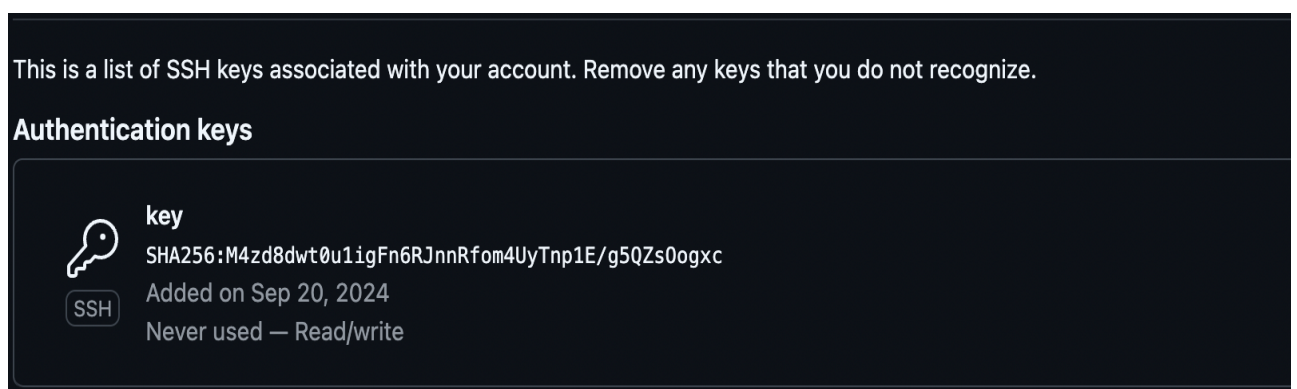 This is a list of SSH keys associated with your account. Remove any keys that you do not recognize.
Authentication keys
key
SHA256:M4zd8dwt0u1igFn6RJnnRfom4UyTnp1E/g5QZsOogxc
Added on Sep 20, 2024
SSH
Never used — Read/write